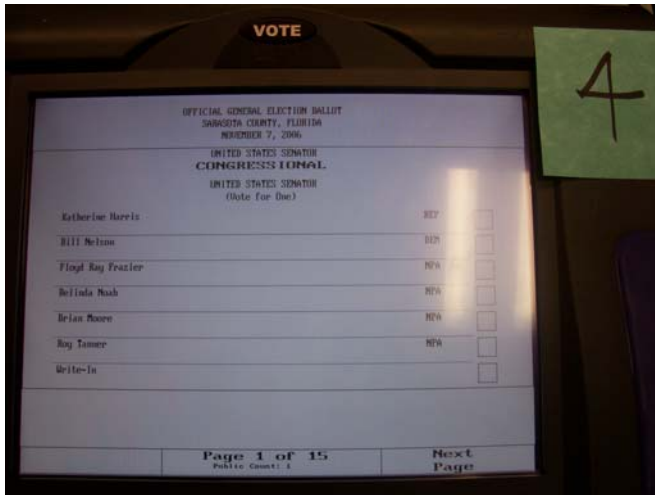 VOTE
4
OFFICIAL GENERAL ELECTION BALLOT
SARASOTA COUNTY, FLORIDA
NOVEMBER 7, 2006
UNITED STATES SENATOR
CONGRESSIONAL
UNITED STATES SENATOR
(Vote for One)
Katherine Harris REP
Bill Nelson DEM
Floyd Ray Frazier NPA
Belinda Noah NPA
Brian Moore NPA
Roy Tanner NPA
Write-In
Page 1 of 15
Public Count: 1
Next
Page